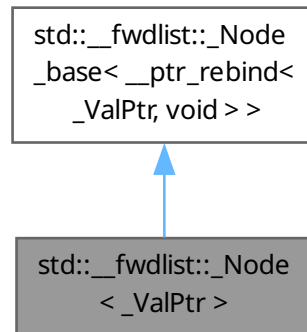 std::__fwdlist::_Node
_base< __ptr_rebind<
_ValPtr, void > >
std::__fwdlist::_Node
< _ValPtr >